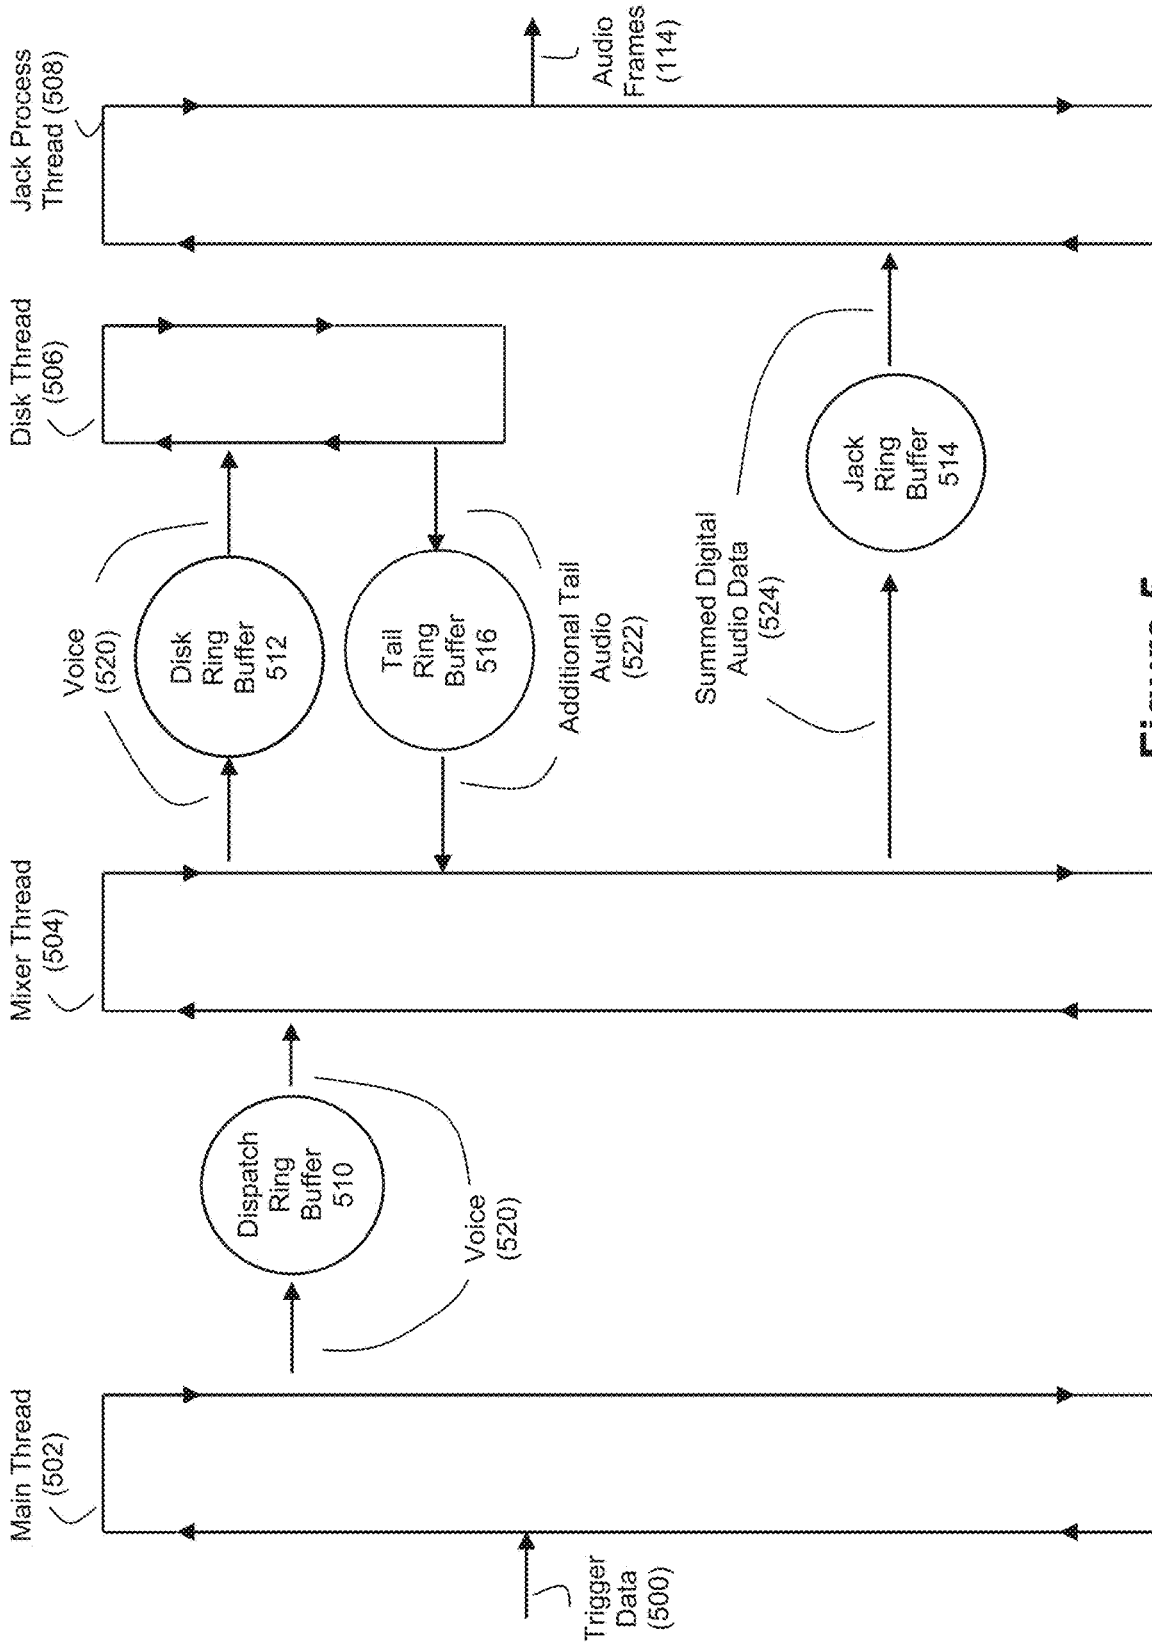 Main Thread
(502)
Mixer Thread
(504)
Disk Thread
(506)
Jack Process
Thread (508)
Trigger
Data
(500)
Dispatch
Ring
Buffer
510
Voice
(520)
Voice
(520)
Disk
Ring
Buffer
512
Tail
Ring
Buffer
516
Additional Tail
Audio
(522)
Summed Digital
Audio Data
(524)
Jack
Ring
Buffer
514
Audio
Frames
(114)